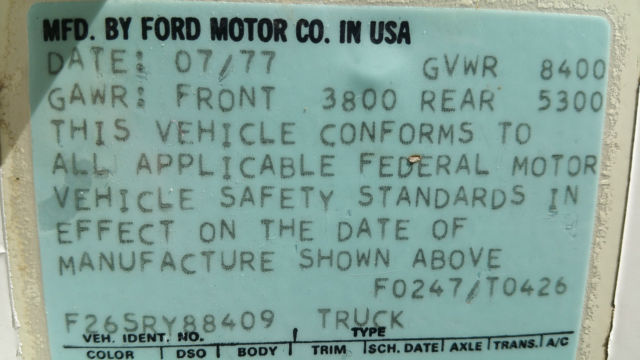 MFD. BY FORD MOTOR CO. IN USA
DATE: 07/77 GVWR 8400
GAWR: FRONT 3800 REAR 5300
THIS VEHICLE CONFORMS TO
ALL APPLICABLE FEDERAL MOTOR
VEHICLE SAFETY STANDARDS IN
EFFECT ON THE DATE OF
MANUFACTURE SHOWN ABOVE
F0247/T0426
F26SRY88409 TRUCK
VEH. IDENT. NO. TYPE
COLOR DSO BODY TRIM SCH. DATE AXLE TRANS. A/C